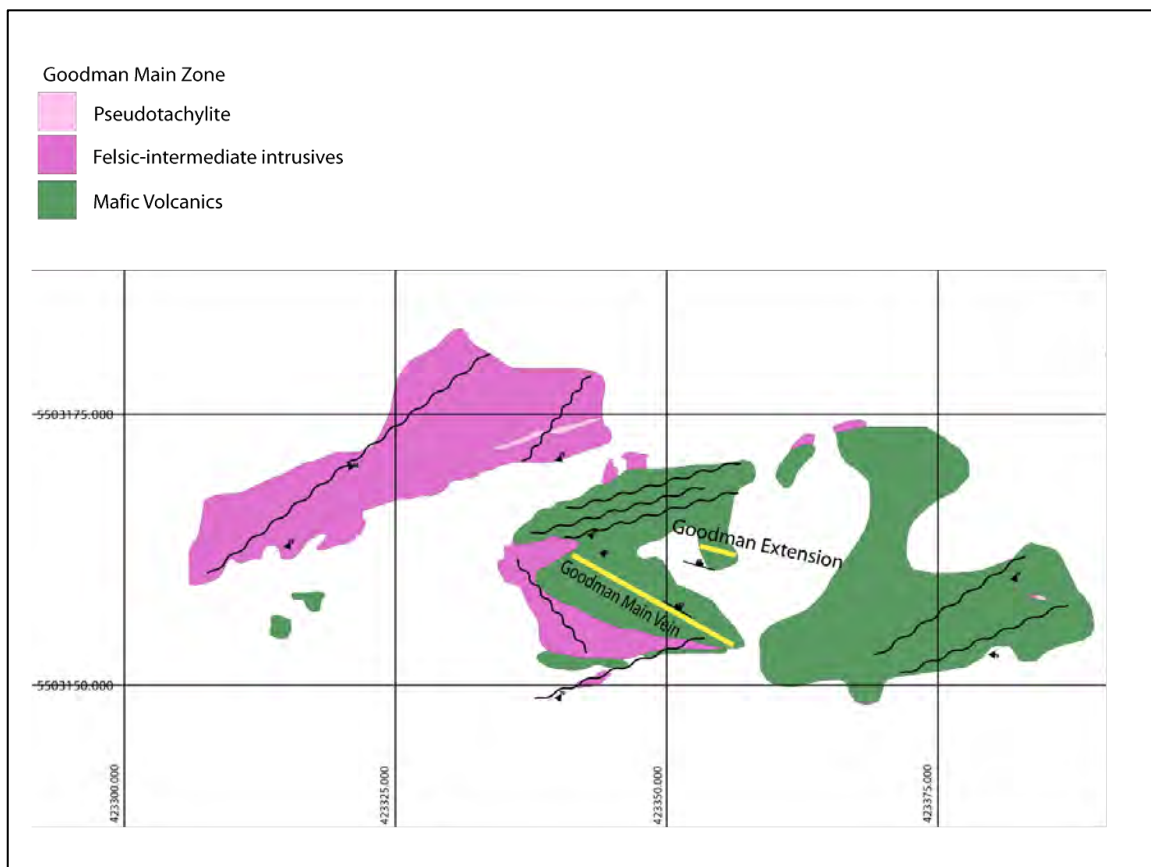 Goodman Main Zone
Pseudotachylite
Felsic-intermediate intrusives
Mafic Volcanics
5503175.000
Goodman Extension
Goodman Main Vein
5503150.000
423300.000
423325.000
423350.000
423375.000